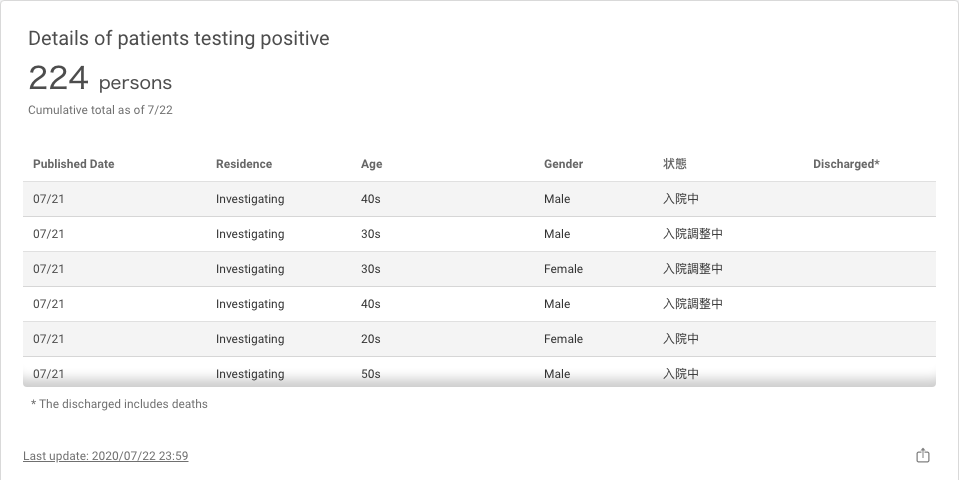 Details of patients testing positive
224 persons
Cumulative total as of 7/22
Published Date Residence Age Gender 状態 Discharged*
07/21 Investigating 40s Male 入院中
07/21 Investigating 30s Male 入院調整中
07/21 Investigating 30s Female 入院調整中
07/21 Investigating 40s Male 入院調整中
07/21 Investigating 20s Female 入院中
07/21 Investigating 50s Male 入院中
* The discharged includes deaths
Last update: 2020/07/22 23:59